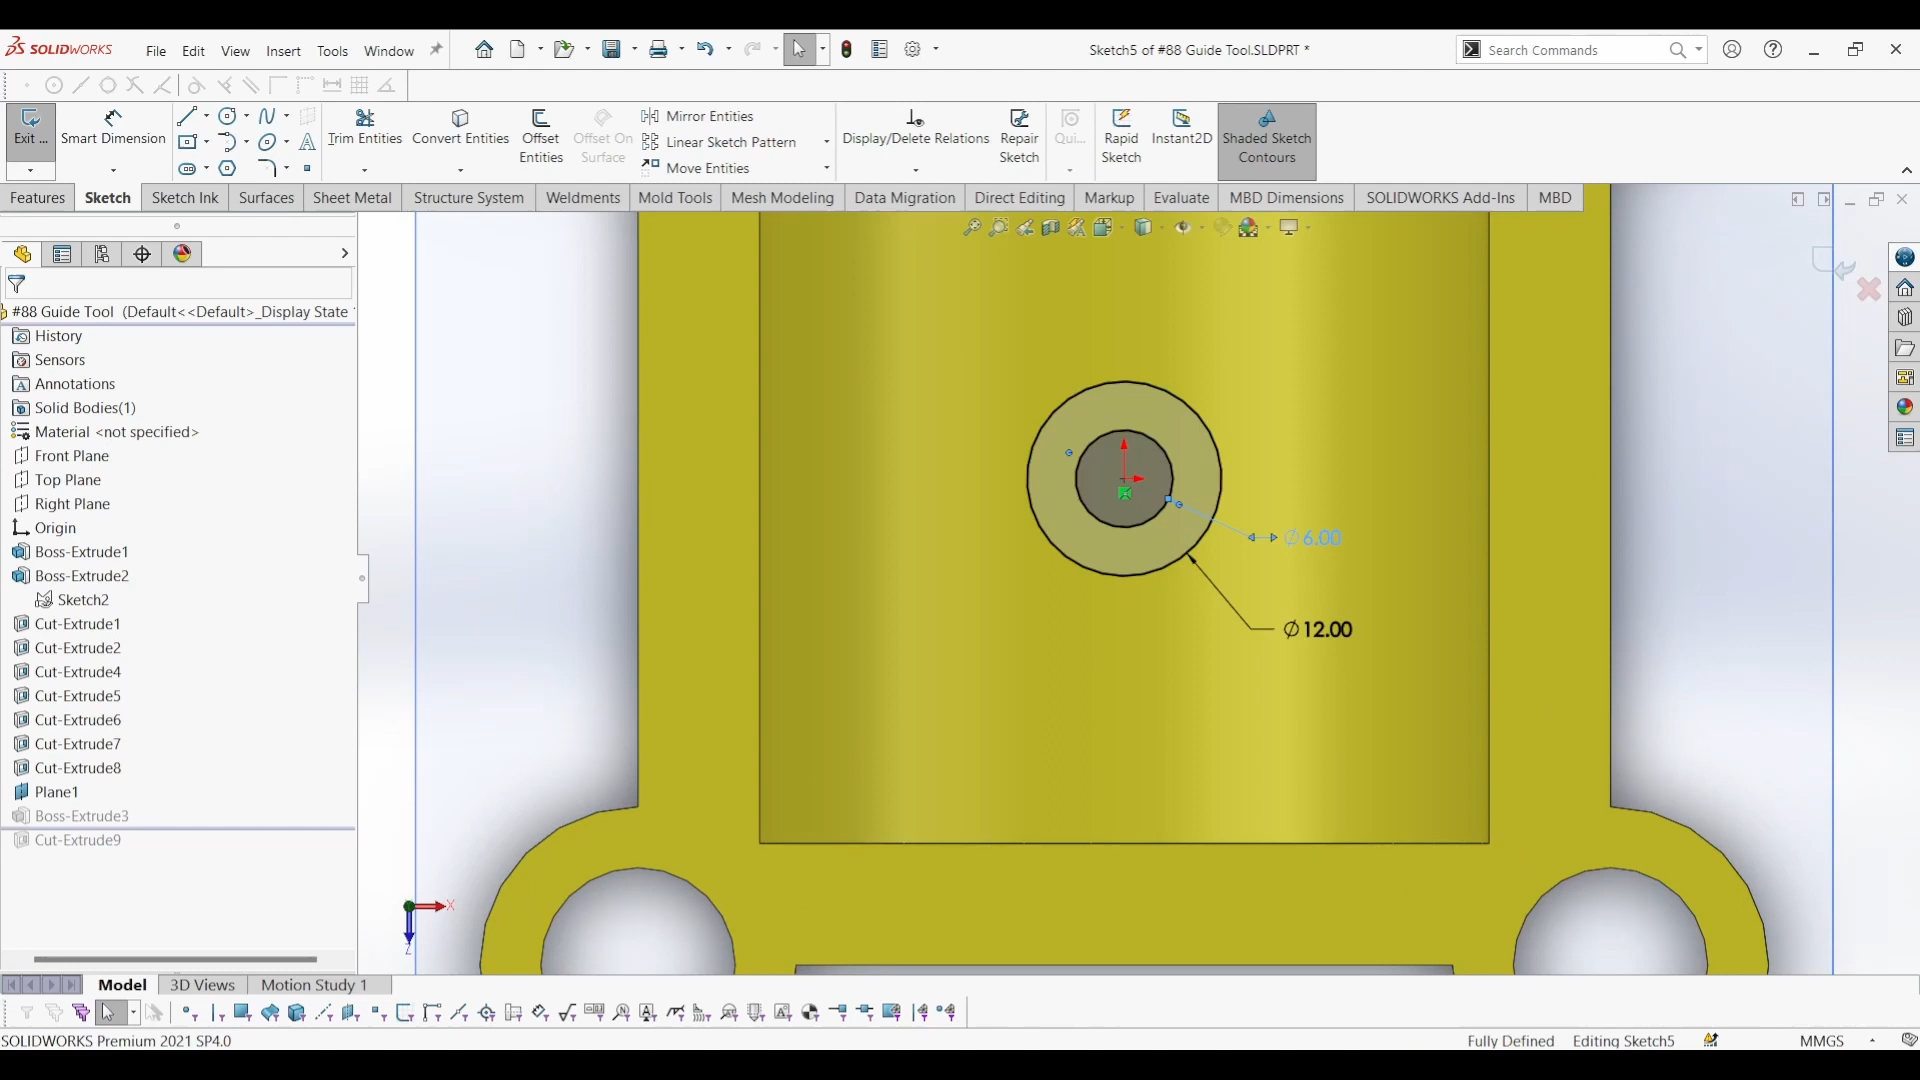 SOLIDWORKS File Edit View Insert Tools Window Sketch5 of #88 Guide Tool.SLDPRT * Search Commands
Exit ... Smart Dimension Trim Entities Convert Entities Offset Entities Offset On Surface Mirror Entities Linear Sketch Pattern Move Entities Display/Delete Relations Repair Sketch Qui... Rapid Sketch Instant2D Shaded Sketch Contours
Features Sketch Sketch Ink Surfaces Sheet Metal Structure System Weldments Mold Tools Mesh Modeling Data Migration Direct Editing Markup Evaluate MBD Dimensions SOLIDWORKS Add-Ins MBD
#88 Guide Tool (Default<<Default>_Display State
History
Sensors
Annotations
Solid Bodies(1)
Material <not specified>
Front Plane
Top Plane
Right Plane
Origin
Boss-Extrude1
Boss-Extrude2
Sketch2
Cut-Extrude1
Cut-Extrude2
Cut-Extrude4
Cut-Extrude5
Cut-Extrude6
Cut-Extrude7
Cut-Extrude8
Plane1
Boss-Extrude3
Cut-Extrude9
∅6.00
∅12.00
X
Z
Model 3D Views Motion Study 1
SOLIDWORKS Premium 2021 SP4.0 Fully Defined Editing Sketch5 MMGS